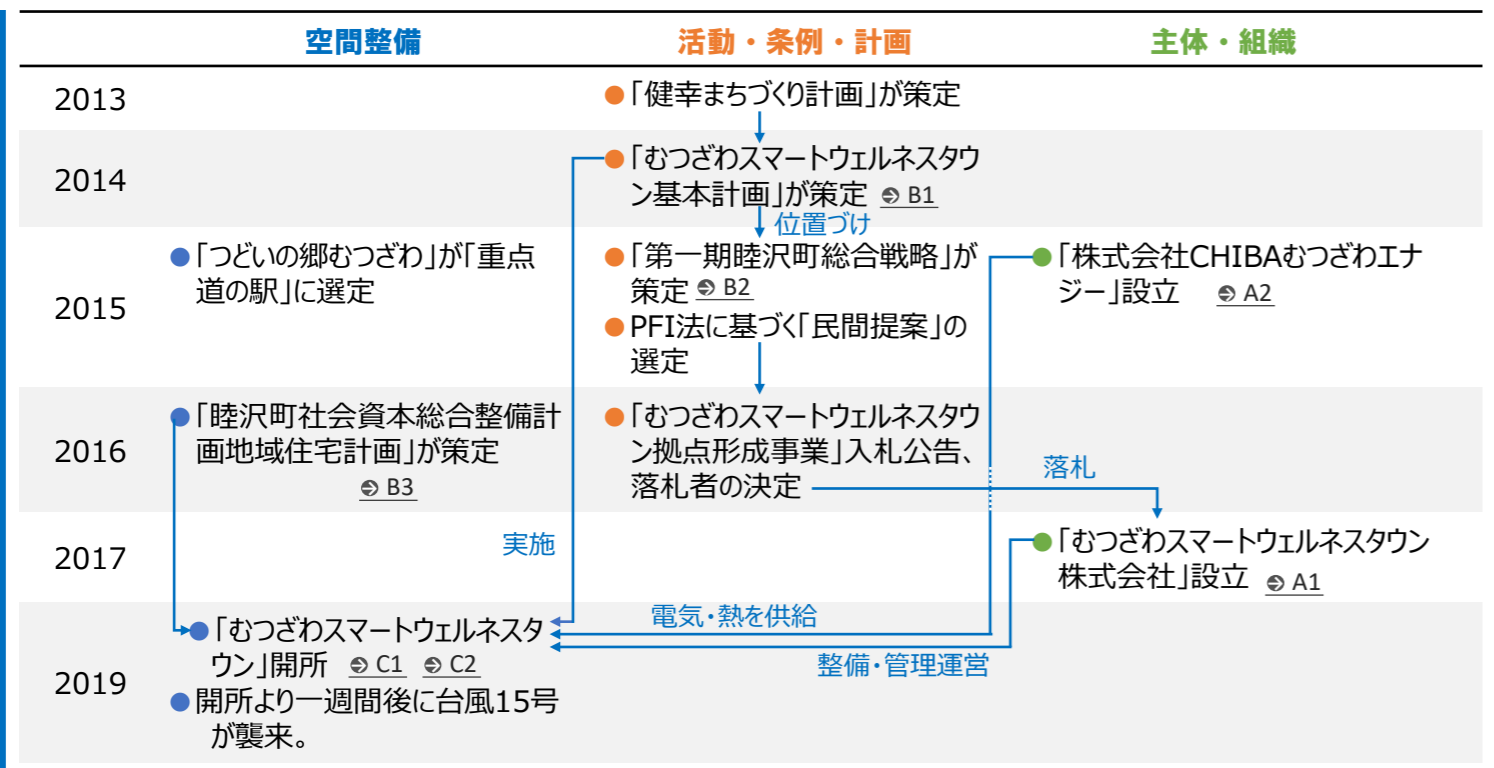 空間整備
活動・条例・計画
主体・組織
2013
●「健幸まちづくり計画」が策定
2014
●「むつざわスマートウェルネスタウ
ン基本計画」が策定 B1
位置づけ
2015
●「つどいの郷むつざわ」が「重点
道の駅」に選定
●「第一期睦沢町総合戦略」が
策定 B2
●PFI法に基づく「民間提案」の
選定
●「株式会社CHIBAむつざわエナ
ジー」設立 A2
2016
●「睦沢町社会資本総合整備計
画地域住宅計画」が策定
B3
●「むつざわスマートウェルネスタウ
ン拠点形成事業」入札公告、
落札者の決定
落札
2017
実施
●「むつざわスマートウェルネスタウン
株式会社」設立 A1
2019
●「むつざわスマートウェルネスタ
ウン」開所 C1 C2
●開所より一週間後に台風15号
が襲来。
電気・熱を供給
整備・管理運営